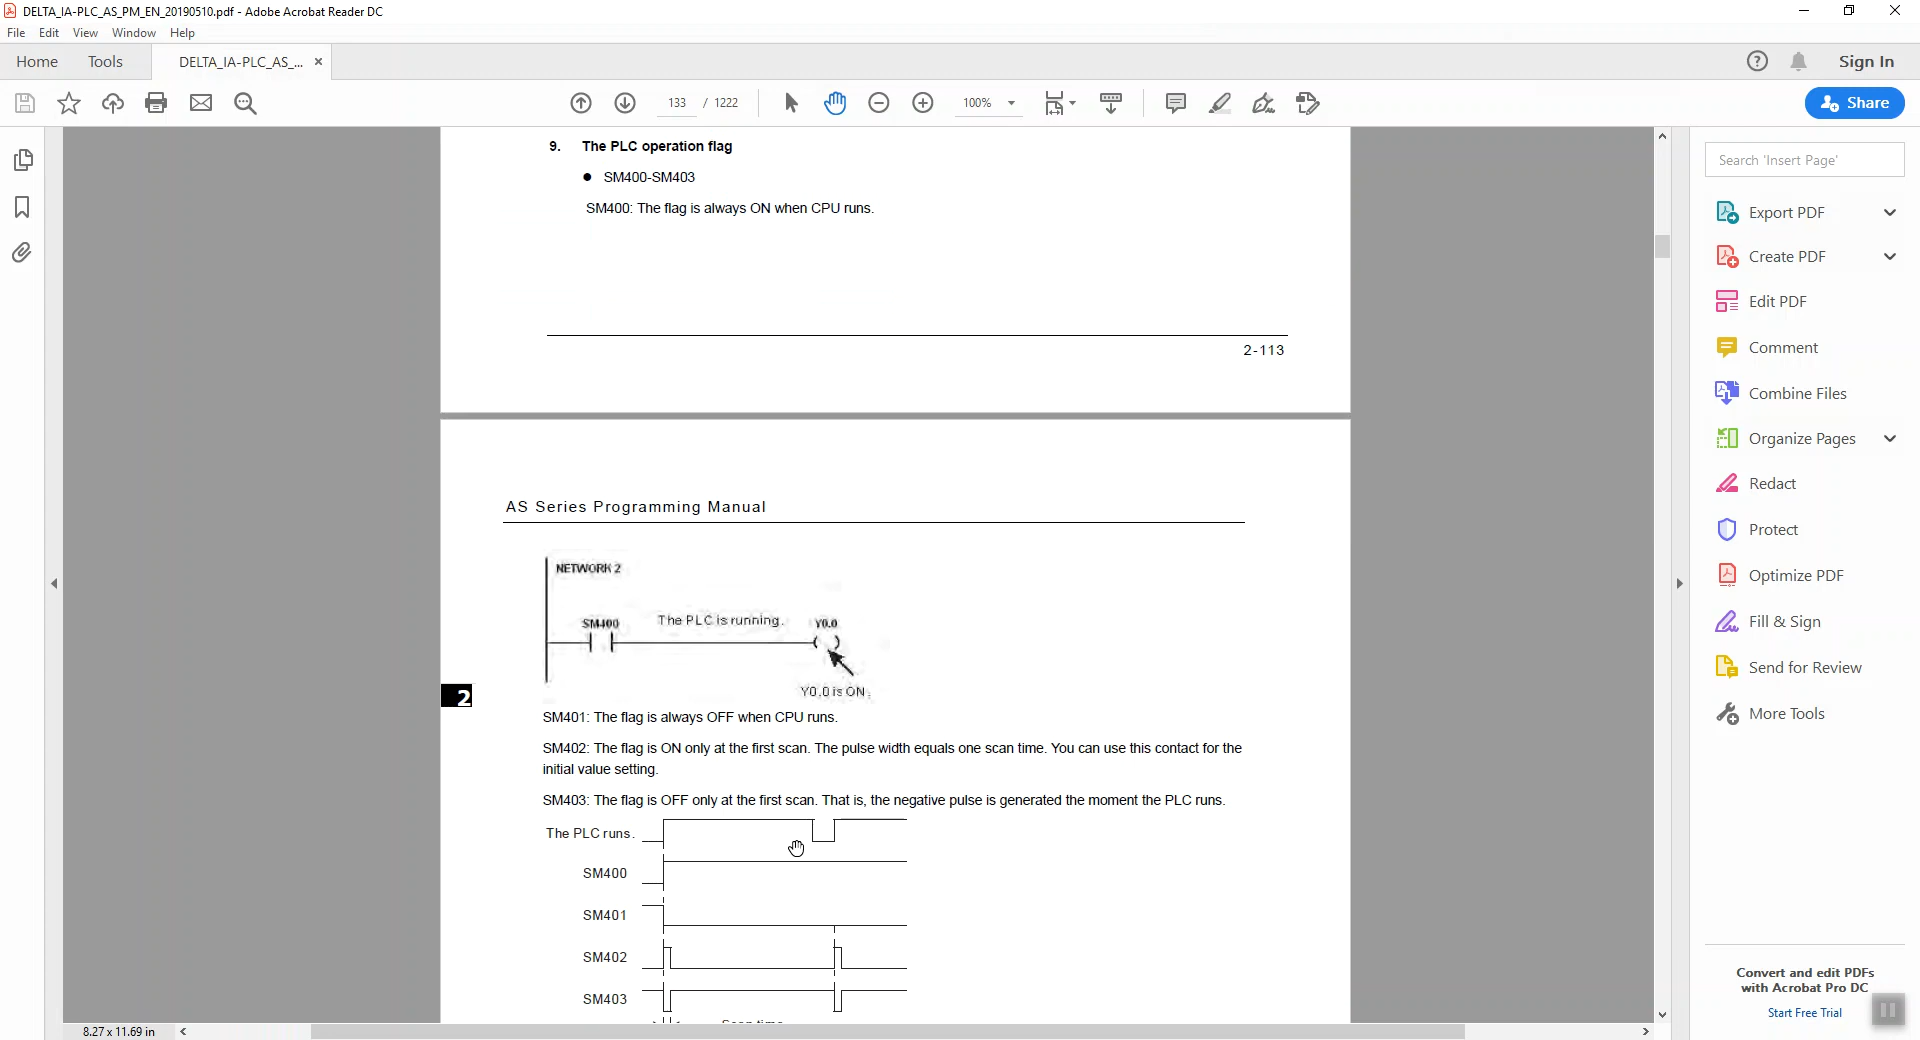 DELTA_IA-PLC_AS_PM_EN_20190510.pdf - Adobe Acrobat Reader DC
File Edit View Window Help
Home Tools DELTA_IA-PLC_AS_... × Sign In
133 / 1222 100% Share
9. The PLC operation flag
● SM400-SM403
SM400: The flag is always ON when CPU runs.
2-113
AS Series Programming Manual
NETWORK 2
SM400 The PLC is running. Y0.0
Y0.0 is ON.
2
SM401: The flag is always OFF when CPU runs.
SM402: The flag is ON only at the first scan. The pulse width equals one scan time. You can use this contact for the
initial value setting.
SM403: The flag is OFF only at the first scan. That is, the negative pulse is generated the moment the PLC runs.
The PLC runs.
SM400
SM401
SM402
SM403
Scan time
8.27 x 11.69 in
Search 'Insert Page'
Export PDF
Create PDF
Edit PDF
Comment
Combine Files
Organize Pages
Redact
Protect
Optimize PDF
Fill & Sign
Send for Review
More Tools
Convert and edit PDFs
with Acrobat Pro DC
Start Free Trial